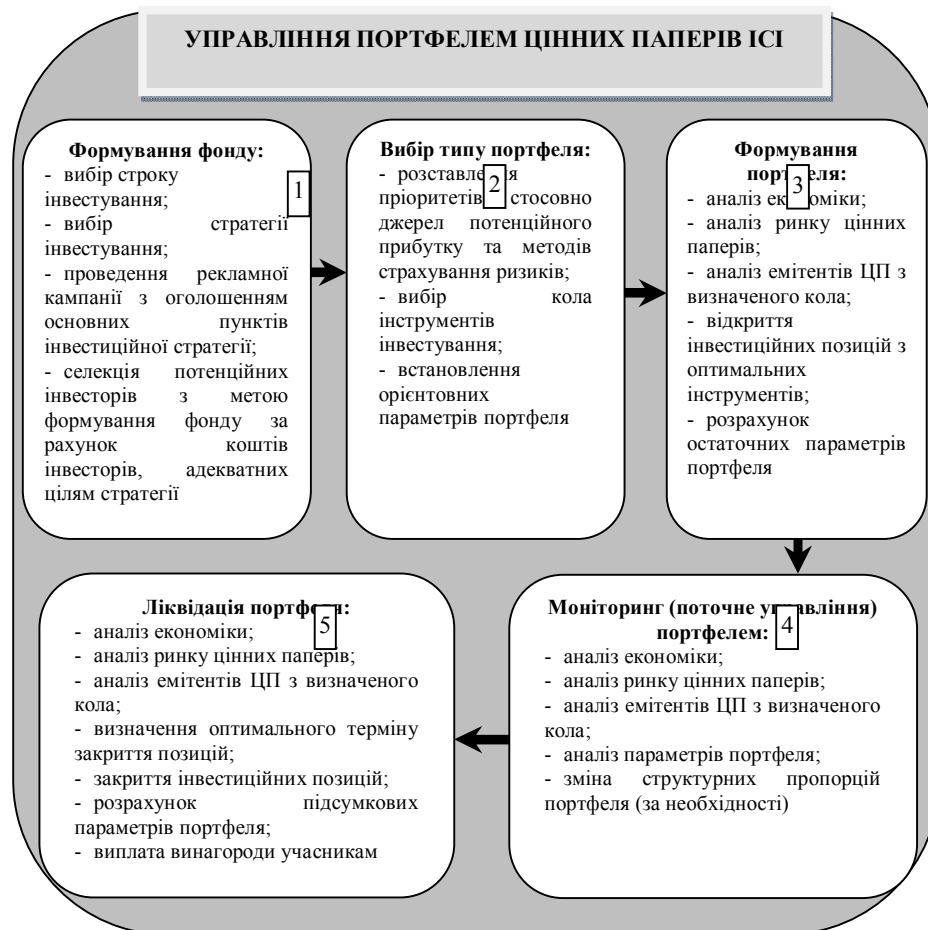 УПРАВЛІННЯ ПОРТФЕЛЕМ ЦІННИХ ПАПЕРІВ ІСІ
Формування фонду:
- вибір строку
інвестування;
- вибір стратегії
інвестування;
- проведення рекламної
кампанії з оголошенням
основних пунктів
інвестиційної стратегії;
- селекція потенційних
інвесторів з метою
формування фонду за
рахунок коштів
інвесторів, адекватних
цілям стратегії
1
Вибір типу портфеля:
- розставлення
пріоритетів стосовно
джерел потенційного
прибутку та методів
страхування ризиків;
- вибір кола
інструментів
інвестування;
- встановлення
орієнтовних
параметрів портфеля
2
Формування
портфеля:
- аналіз економіки;
- аналіз ринку цінних
паперів;
- аналіз емітентів ЦП з
визначеного кола;
- відкриття
інвестиційних позицій з
оптимальних
інструментів;
- розрахунок
остаточних параметрів
портфеля
3
Моніторинг (поточне управління)
портфелем:
- аналіз економіки;
- аналіз ринку цінних паперів;
- аналіз емітентів ЦП з визначеного
кола;
- аналіз параметрів портфеля;
- зміна структурних пропорцій
портфеля (за необхідності)
4
Ліквідація портфеля:
- аналіз економіки;
- аналіз ринку цінних паперів;
- аналіз емітентів ЦП з визначеного
кола;
- визначення оптимального терміну
закриття позицій;
- закриття інвестиційних позицій;
- розрахунок підсумкових
параметрів портфеля;
- виплата винагороди учасникам
5